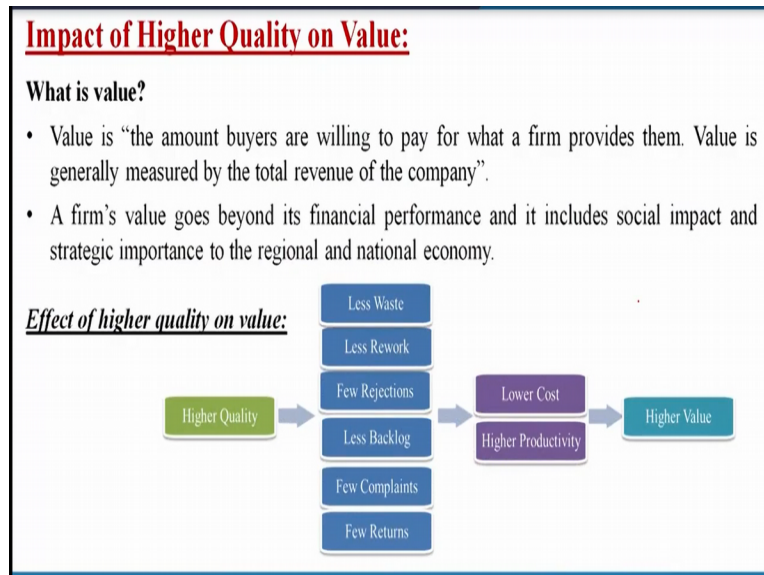 Impact of Higher Quality on Value:
What is value?
• Value is “the amount buyers are willing to pay for what a firm provides them. Value is
generally measured by the total revenue of the company”.
• A firm’s value goes beyond its financial performance and it includes social impact and
strategic importance to the regional and national economy.
Effect of higher quality on value:
Higher Quality
Less Waste
Less Rework
Few Rejections
Less Backlog
Few Complaints
Few Returns
Lower Cost
Higher Productivity
Higher Value